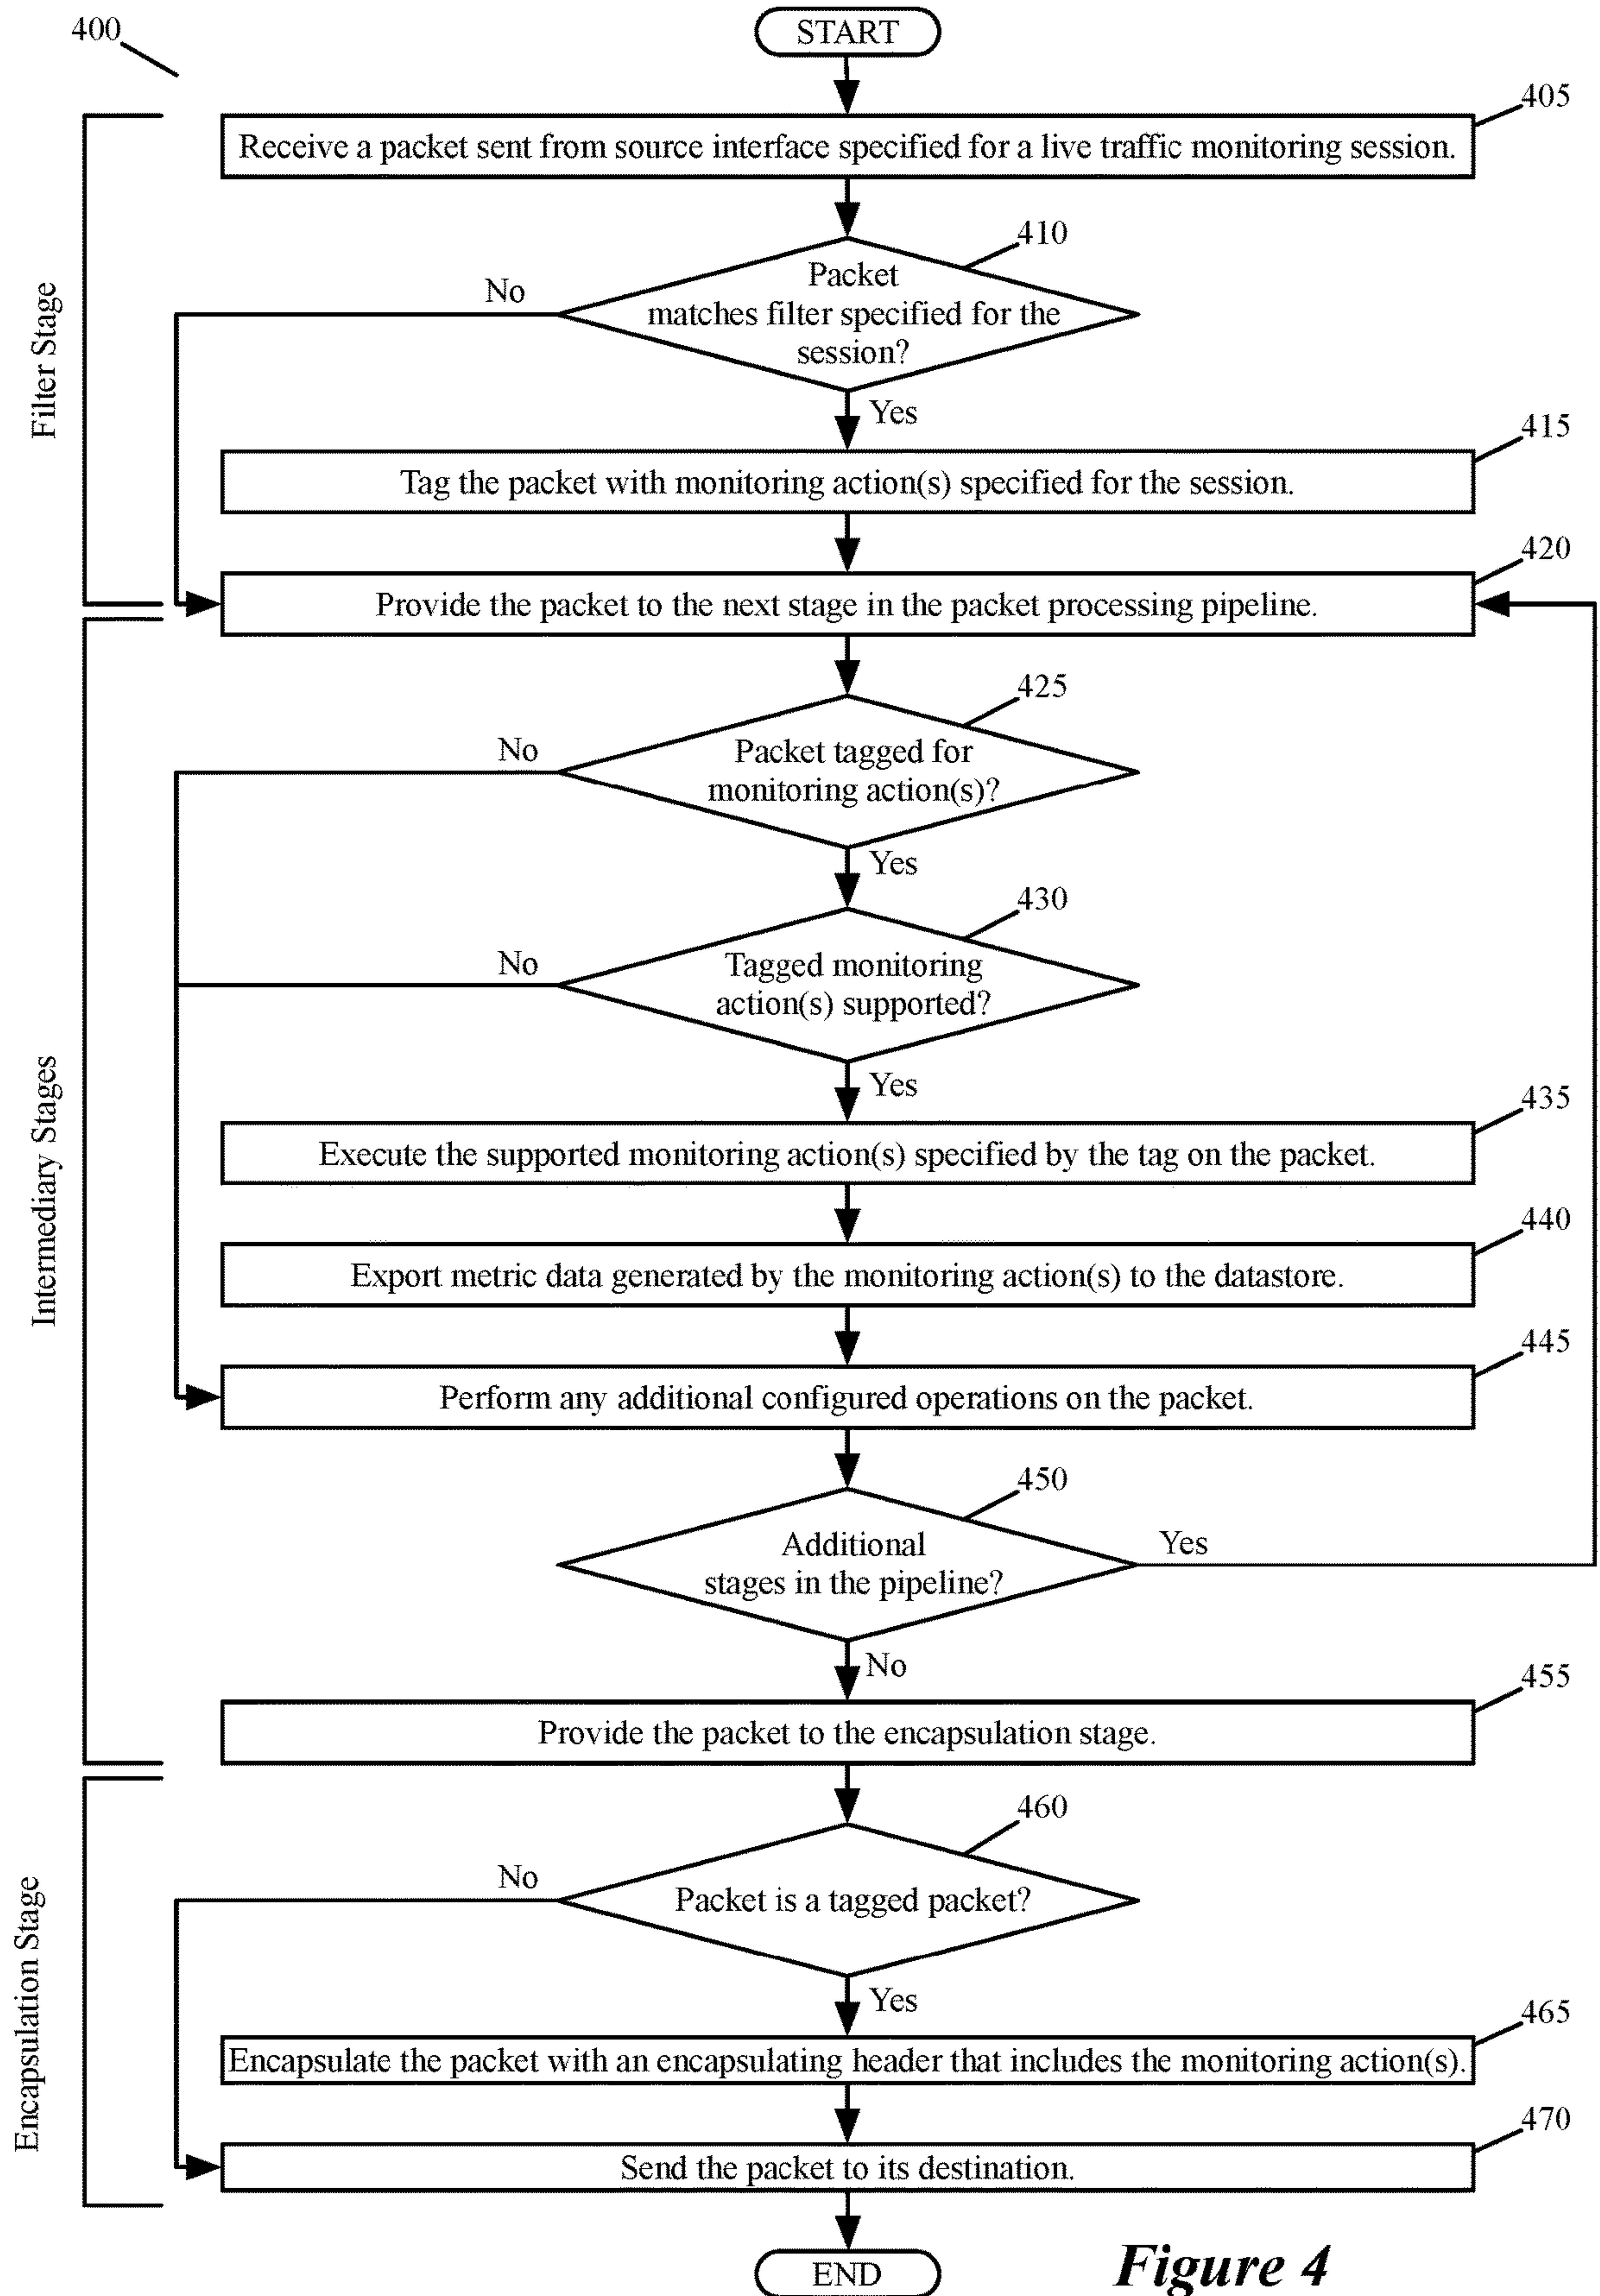 400
START
405
Receive a packet sent from source interface specified for a live traffic monitoring session.
410
Packet
matches filter specified for the
session?
No
Yes
Filter Stage
415
Tag the packet with monitoring action(s) specified for the session.
420
Provide the packet to the next stage in the packet processing pipeline.
425
Packet tagged for
monitoring action(s)?
No
Yes
430
Tagged monitoring
action(s) supported?
No
Yes
Intermediary Stages
435
Execute the supported monitoring action(s) specified by the tag on the packet.
440
Export metric data generated by the monitoring action(s) to the datastore.
445
Perform any additional configured operations on the packet.
450
Additional
stages in the pipeline?
Yes
No
455
Provide the packet to the encapsulation stage.
460
Packet is a tagged packet?
No
Yes
Encapsulation Stage
465
Encapsulate the packet with an encapsulating header that includes the monitoring action(s).
470
Send the packet to its destination.
END
Figure 4